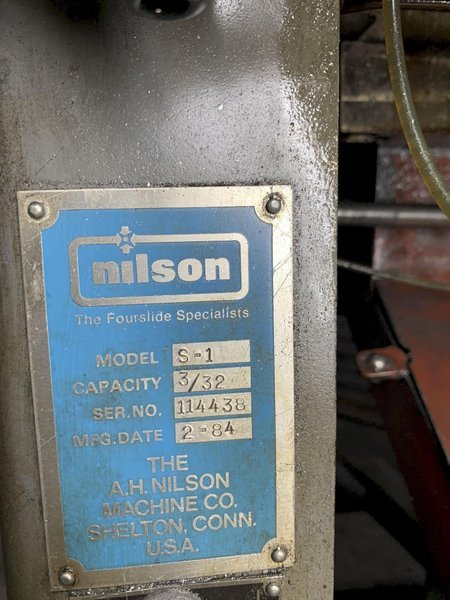 nilson
The Fourslide Specialists
MODEL S-1
CAPACITY 3/32
SER.NO. 114438
MFG.DATE 2-84
THE
A.H. NILSON
MACHINE CO.
SHELTON, CONN.
U.S.A.